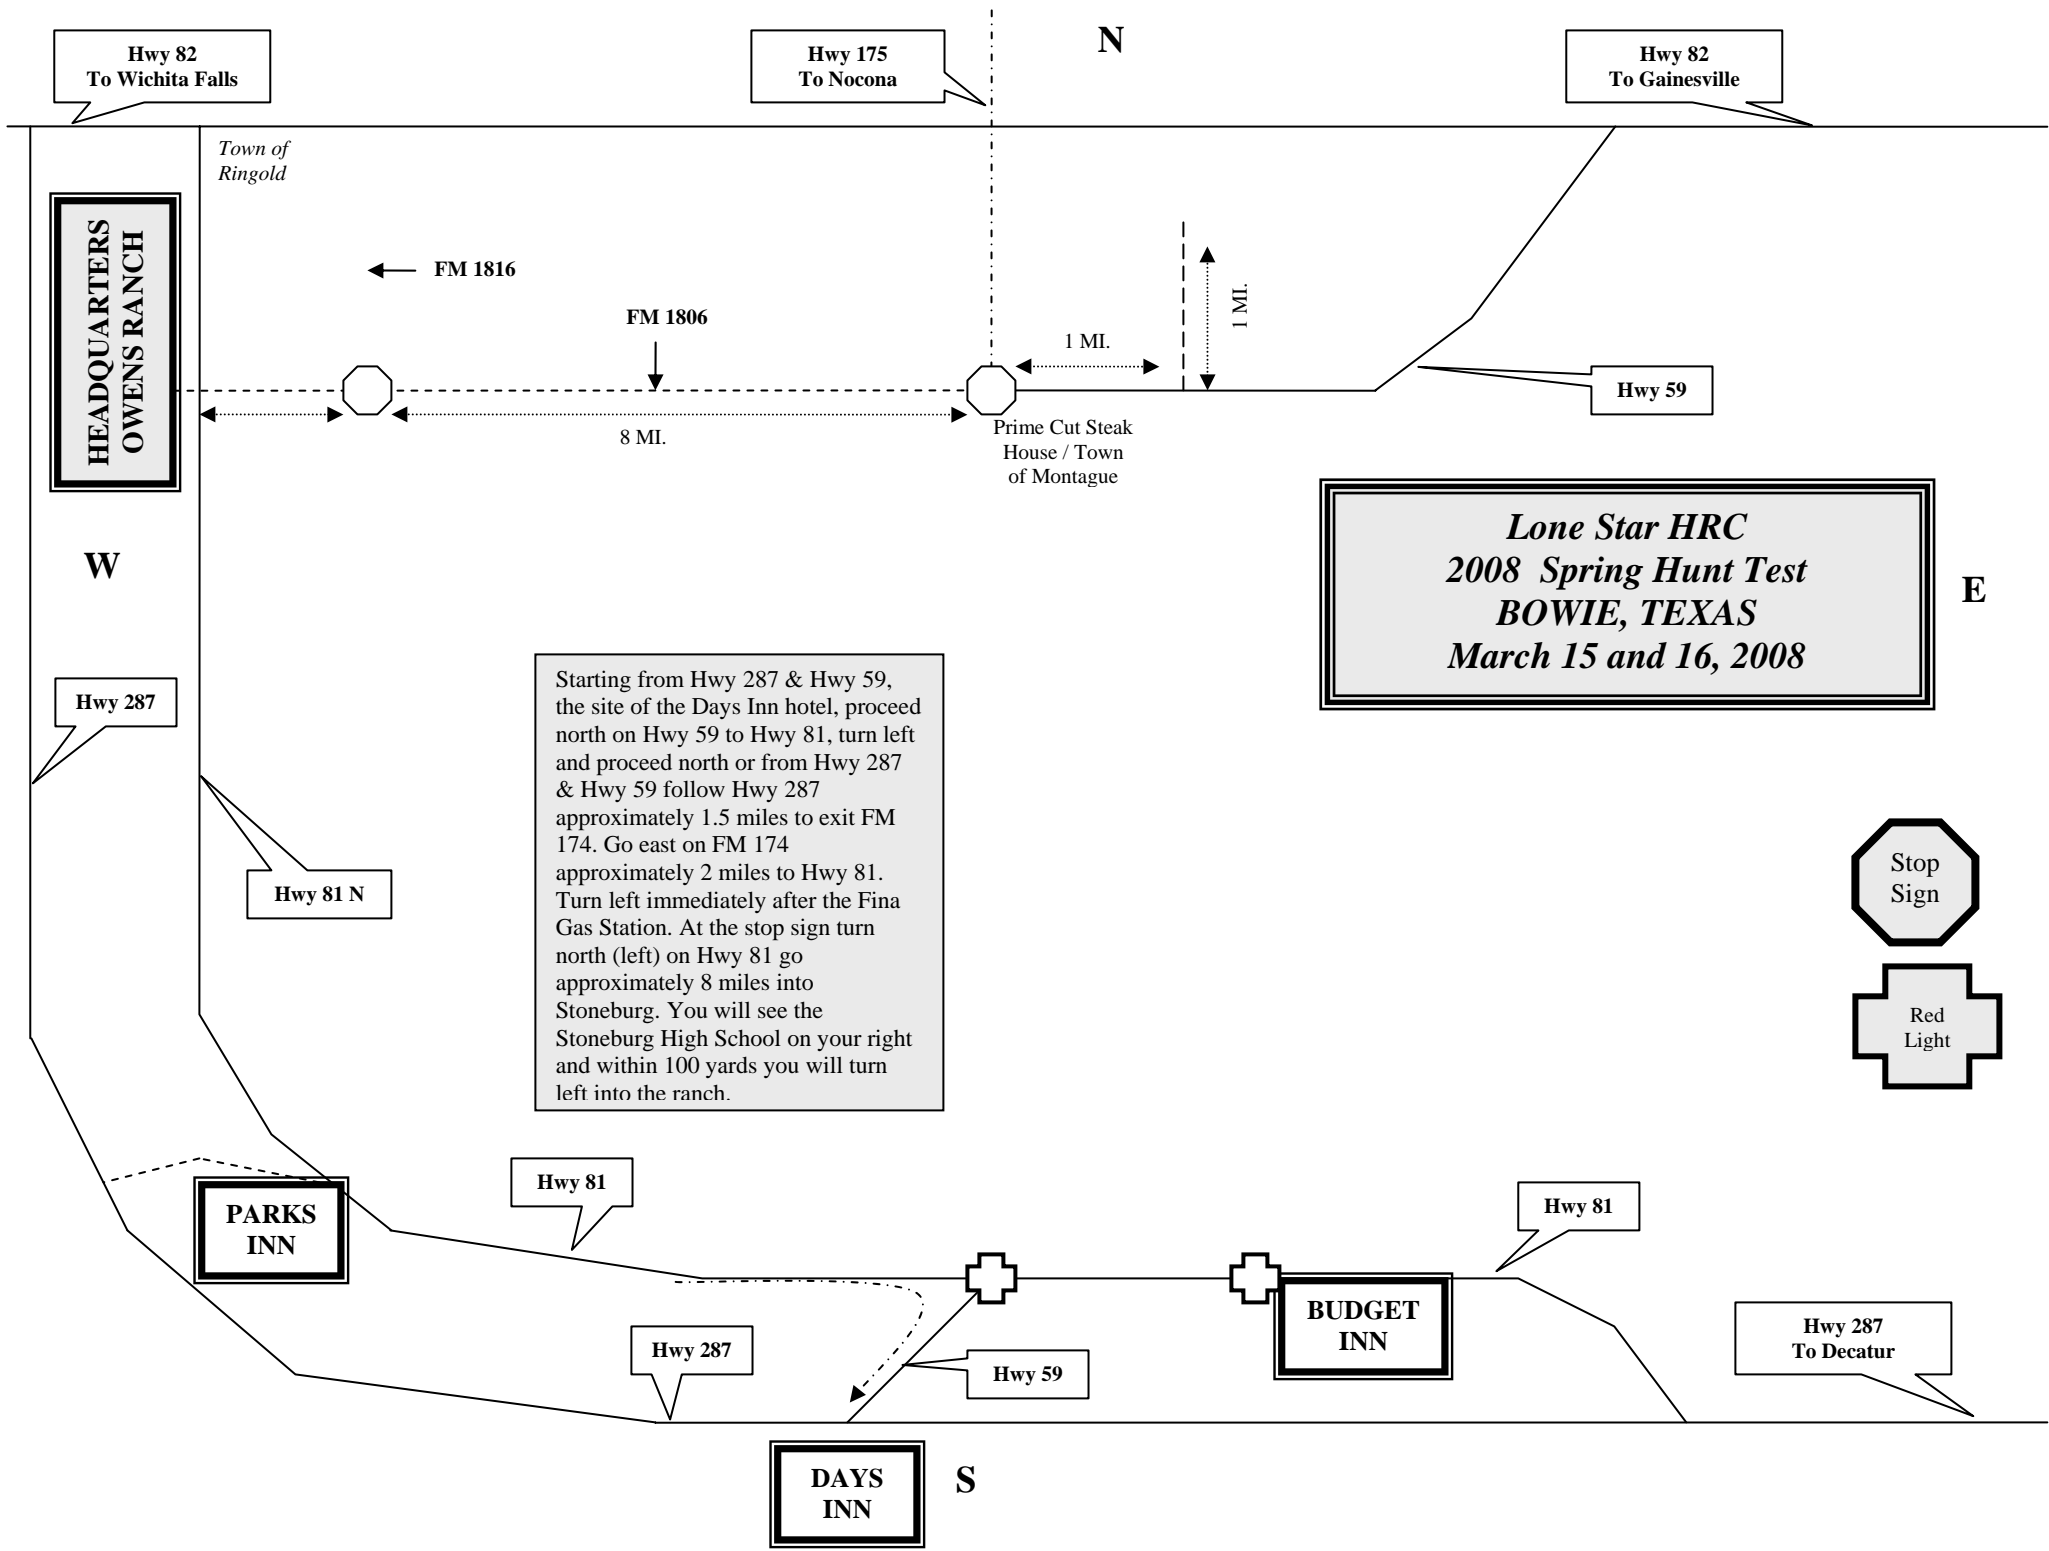 N
Hwy 82
To Wichita Falls
Hwy 175
To Nocona
Hwy 82
To Gainesville
Town of
Ringold
HEADQUARTERS
OWENS RANCH
FM 1816
FM 1806
1 MI.
1 MI.
Hwy 59
8 MI.
Prime Cut Steak
House / Town
of Montague
Lone Star HRC
2008 Spring Hunt Test
BOWIE, TEXAS
March 15 and 16, 2008
W
E
Hwy 287
Starting from Hwy 287 & Hwy 59,
the site of the Days Inn hotel, proceed
north on Hwy 59 to Hwy 81, turn left
and proceed north or from Hwy 287
& Hwy 59 follow Hwy 287
approximately 1.5 miles to exit FM
174. Go east on FM 174
approximately 2 miles to Hwy 81.
Turn left immediately after the Fina
Gas Station. At the stop sign turn
north (left) on Hwy 81 go
approximately 8 miles into
Stoneburg. You will see the
Stoneburg High School on your right
and within 100 yards you will turn
left into the ranch.
Hwy 81 N
Stop
Sign
Red
Light
PARKS
INN
Hwy 81
Hwy 81
BUDGET
INN
Hwy 287
Hwy 59
Hwy 287
To Decatur
DAYS
INN
S